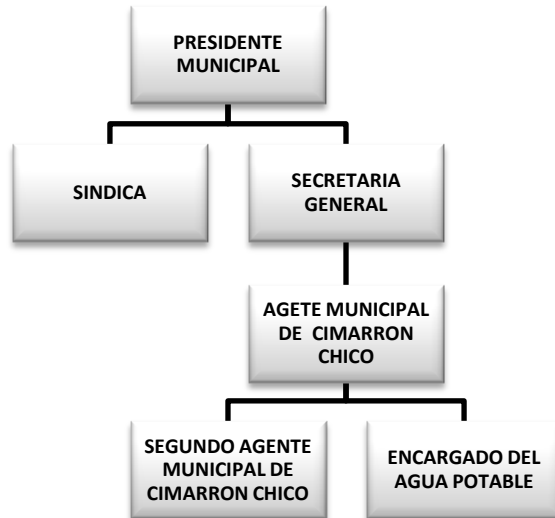 PRESIDENTE
MUNICIPAL
SINDICA
SECRETARIA
GENERAL
AGETE MUNICIPAL
DE CIMARRON
CHICO
SEGUNDO AGENTE
MUNICIPAL DE
CIMARRON CHICO
ENCARGADO DEL
AGUA POTABLE